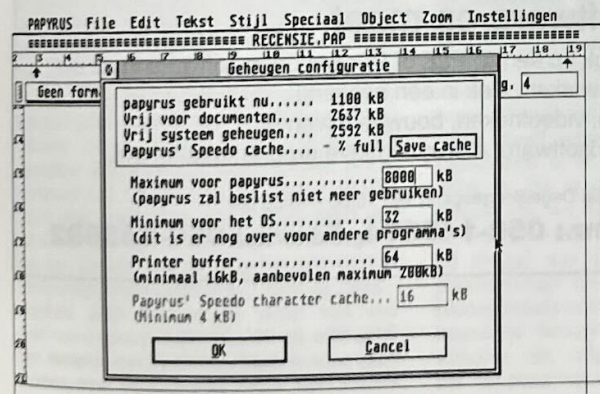 PAPYRUS File Edit Tekst Stijl Speciaal Object Zoom Instellingen
RECENSIE.PAP
Geheugen configuratie
Geen form
g. 4
papyrus gebruikt nu...... 1100 kB
Vrij voor documenten..... 2637 kB
Vrij systeem geheugen.... 2592 kB
Papyrus' Speedo cache.... - % full Save cache
Maximum voor papyrus........... 8000 kB
(papyrus zal beslist niet meer gebruiken)
Minimum voor het OS............ 32 kB
(dit is er nog over voor andere programma's)
Printer buffer................. 64 kB
(minimaal 16kB, aanbevolen maximum 200kB)
Papyrus' Speedo character cache... 16 kB
(Minimum 4 kB)
OK Cancel